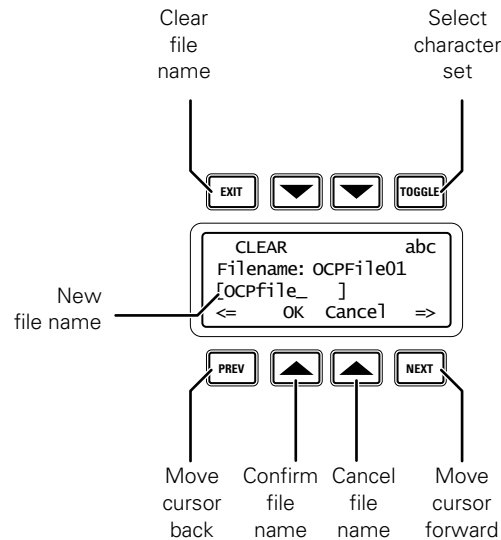 Clear
file
name
Select
character
set
EXIT
TOGGLE
CLEAR abc
Filename: OCPFile01
[OCPfile_ ]
<= OK Cancel =>
New
file name
PREV
NEXT
Move
cursor
back
Confirm
file
name
Cancel
file
name
Move
cursor
forward